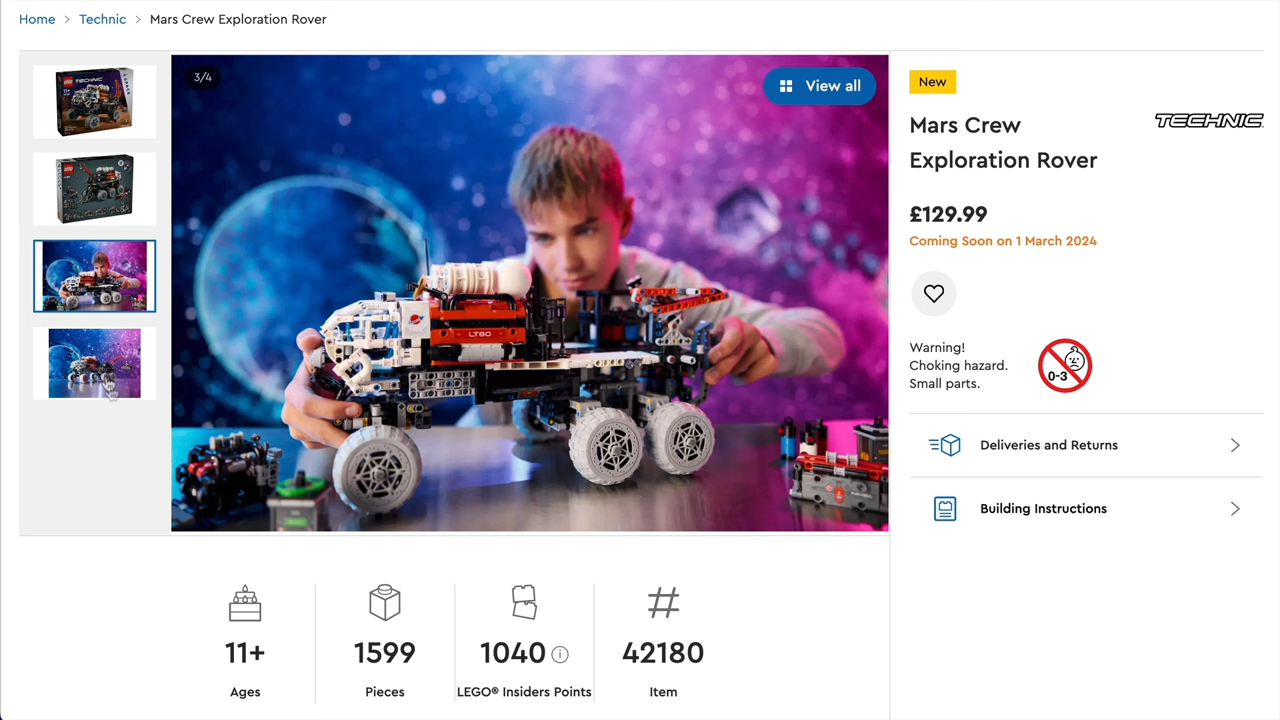 Home > Technic > Mars Crew Exploration Rover
3/4
View all
New
Mars Crew
Exploration Rover
TECHNIC
£129.99
Coming Soon on 1 March 2024
Warning!
Choking hazard.
Small parts.
0-3
Deliveries and Returns
Building Instructions
TECHNIC
LT80
11+
Ages
1599
Pieces
1040
LEGO® Insiders Points
42180
Item